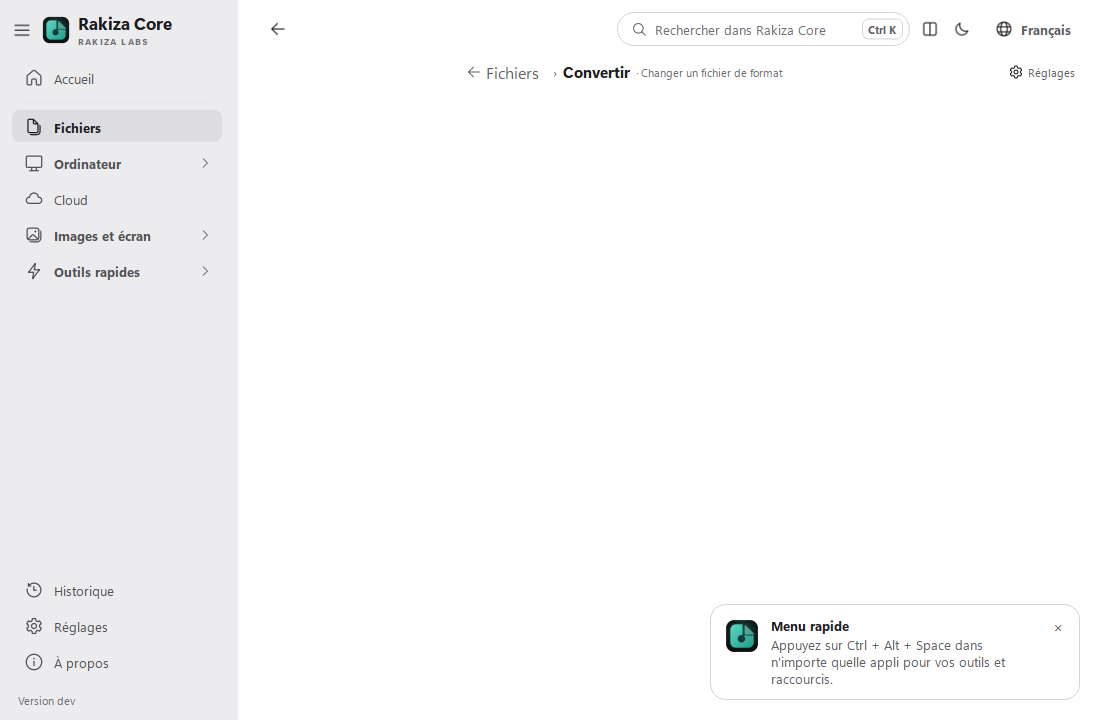 Rakiza Core
RAKIZA LABS
Accueil
Fichiers
Ordinateur
Cloud
Images et écran
Outils rapides
Historique
Réglages
À propos
Version dev
Rechercher dans Rakiza Core
Ctrl K
Français
Fichiers › Convertir · Changer un fichier de format
Réglages
Menu rapide
×
Appuyez sur Ctrl + Alt + Space dans
n'importe quelle appli pour vos outils et
raccourcis.